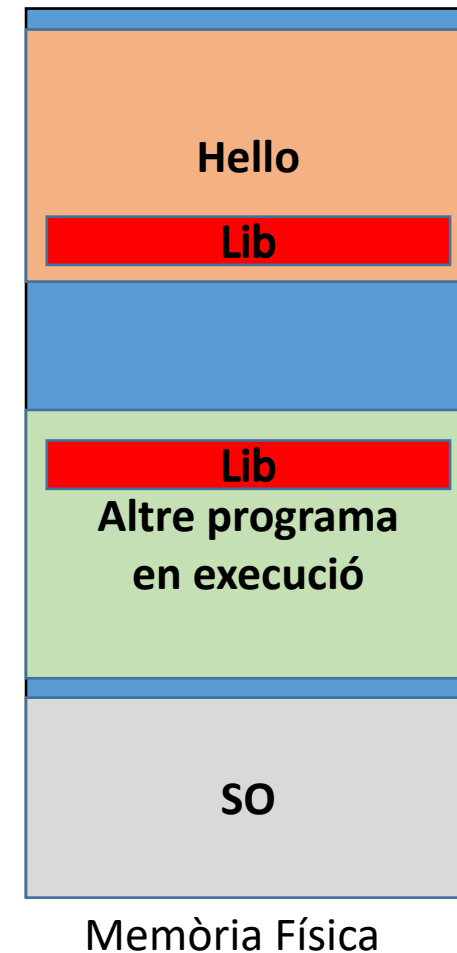 Hello
Lib
Lib
Altre programa
en execució
SO
Memòria Física